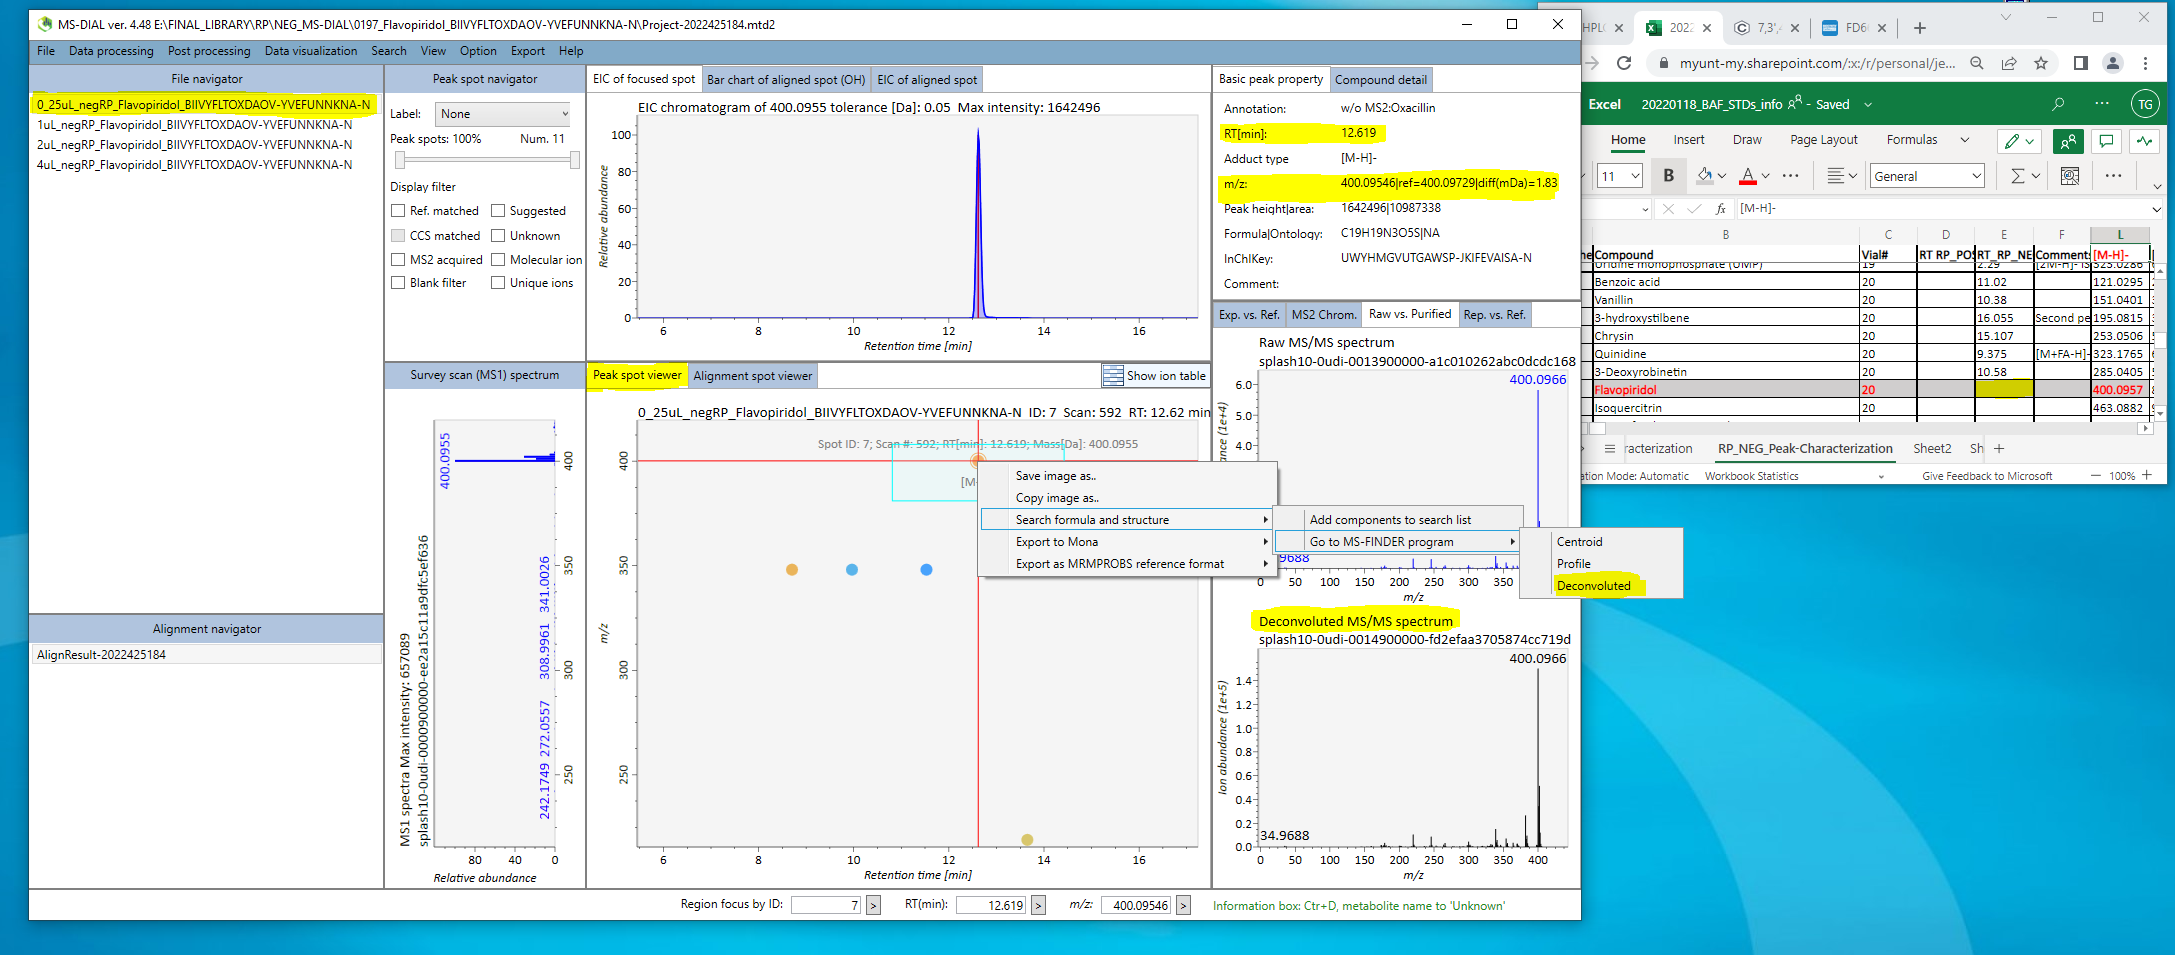 MS-DIAL ver. 4.48 E:\FINAL_LIBRARY\RP\NEG_MS-DIAL\0197_Flavopiridol_BIIVYFLTOXDAOV-YVEFUNNKNA-N\Project-2022425184.mtd2
File Data processing Post processing Data visualization Search View Option Export Help
File navigator
0_25uL_negRP_Flavopiridol_BIIVYFLTOXDAOV-YVEFUNNKNA-N
1uL_negRP_Flavopiridol_BIIVYFLTOXDAOV-YVEFUNNKNA-N
2uL_negRP_Flavopiridol_BIIVYFLTOXDAOV-YVEFUNNKNA-N
4uL_negRP_Flavopiridol_BIIVYFLTOXDAOV-YVEFUNNKNA-N
Alignment navigator
AlignResult-2022425184
Peak spot navigator
Label: None
Peak spots: 100% Num. 11
Display filter
Ref. matched Suggested
CCS matched Unknown
MS2 acquired Molecular ion
Blank filter Unique ions
Survey scan (MS1) spectrum
MS1 spectra Max intensity: 657089
splash10-0udi-0000900000-ee2a15c11a9dfc5ef636
400.0955
341.0026
308.9961
272.0557
242.1749
400
350
300
250
80 40 0
Relative abundance
EIC of focused spot Bar chart of aligned spot (OH) EIC of aligned spot
EIC chromatogram of 400.0955 tolerance [Da]: 0.05 Max intensity: 1642496
Relative abundance
100
80
60
40
20
0
6 8 10 12 14 16
Retention time [min]
Peak spot viewer Alignment spot viewer Show ion table
0_25uL_negRP_Flavopiridol_BIIVYFLTOXDAOV-YVEFUNNKNA-N ID: 7 Scan: 592 RT: 12.62 min
Spot ID: 7; Scan #: 592; RT[min]: 12.619; Mass[Da]: 400.0955
[M-
m/z
400
350
300
250
6 8 10 12 14 16
Retention time [min]
Save image as..
Copy image as..
Search formula and structure
Export to Mona
Export as MRMPROBS reference format
Add components to search list
Go to MS-FINDER program
Centroid
Profile
Deconvoluted
Basic peak property Compound detail
Annotation: w/o MS2:Oxacillin
RT[min]: 12.619
Adduct type [M-H]-
m/z: 400.09546|ref=400.09729|diff(mDa)=1.83
Peak height|area: 1642496|10987338
Formula|Ontology: C19H19N3O5S|NA
InChIKey: UWYHMGVUTGAWSP-JKIFEVAISA-N
Comment:
Exp. vs. Ref. MS2 Chrom. Raw vs. Purified Rep. vs. Ref.
Raw MS/MS spectrum
splash10-0udi-0013900000-a1c010262abc0dcdc168
400.0966
6.0
5.0
4.0
ance (1e+4)
.9688
0 50 100 150 200 250 300 350
m/z
Deconvoluted MS/MS spectrum
splash10-0udi-0014900000-fd2efaa3705874cc719d
400.0966
Ion abundance (1e+5)
1.4
1.2
1.0
0.8
0.6
0.4
0.2
0.0
34.9688
0 50 100 150 200 250 300 350 400
m/z
Region focus by ID: 7 > RT(min): 12.619 > m/z: 400.09546 > Information box: Ctr+D, metabolite name to 'Unknown'
HPL 2022 7,3', FD6
myunt-my.sharepoint.com/:x:/r/personal/je...
Excel 20220118_BAF_STDs_info - Saved TG
Home Insert Draw Page Layout Formulas
11 B A General
fx [M-H]-
B C D E F L
Compound Vial# RT RP_POS RT_RP_NE Comments [M-H]-
Uridine monophosphate (UMP) 19 2.29 [2M-H]- is 323.0286
Benzoic acid 20 11.02 121.0295
Vanillin 20 10.38 151.0401
3-hydroxystilbene 20 16.055 Second pe 195.0815
Chrysin 20 15.107 253.0506
Quinidine 20 9.375 [M+FA-H]- 323.1765
3-Deoxyrobinetin 20 10.58 285.0405
Flavopiridol 20 400.0957
Isoquercitrin 20 463.0882
racterization RP_NEG_Peak-Characterization Sheet2 Sh
ation Mode: Automatic Workbook Statistics Give Feedback to Microsoft 100%